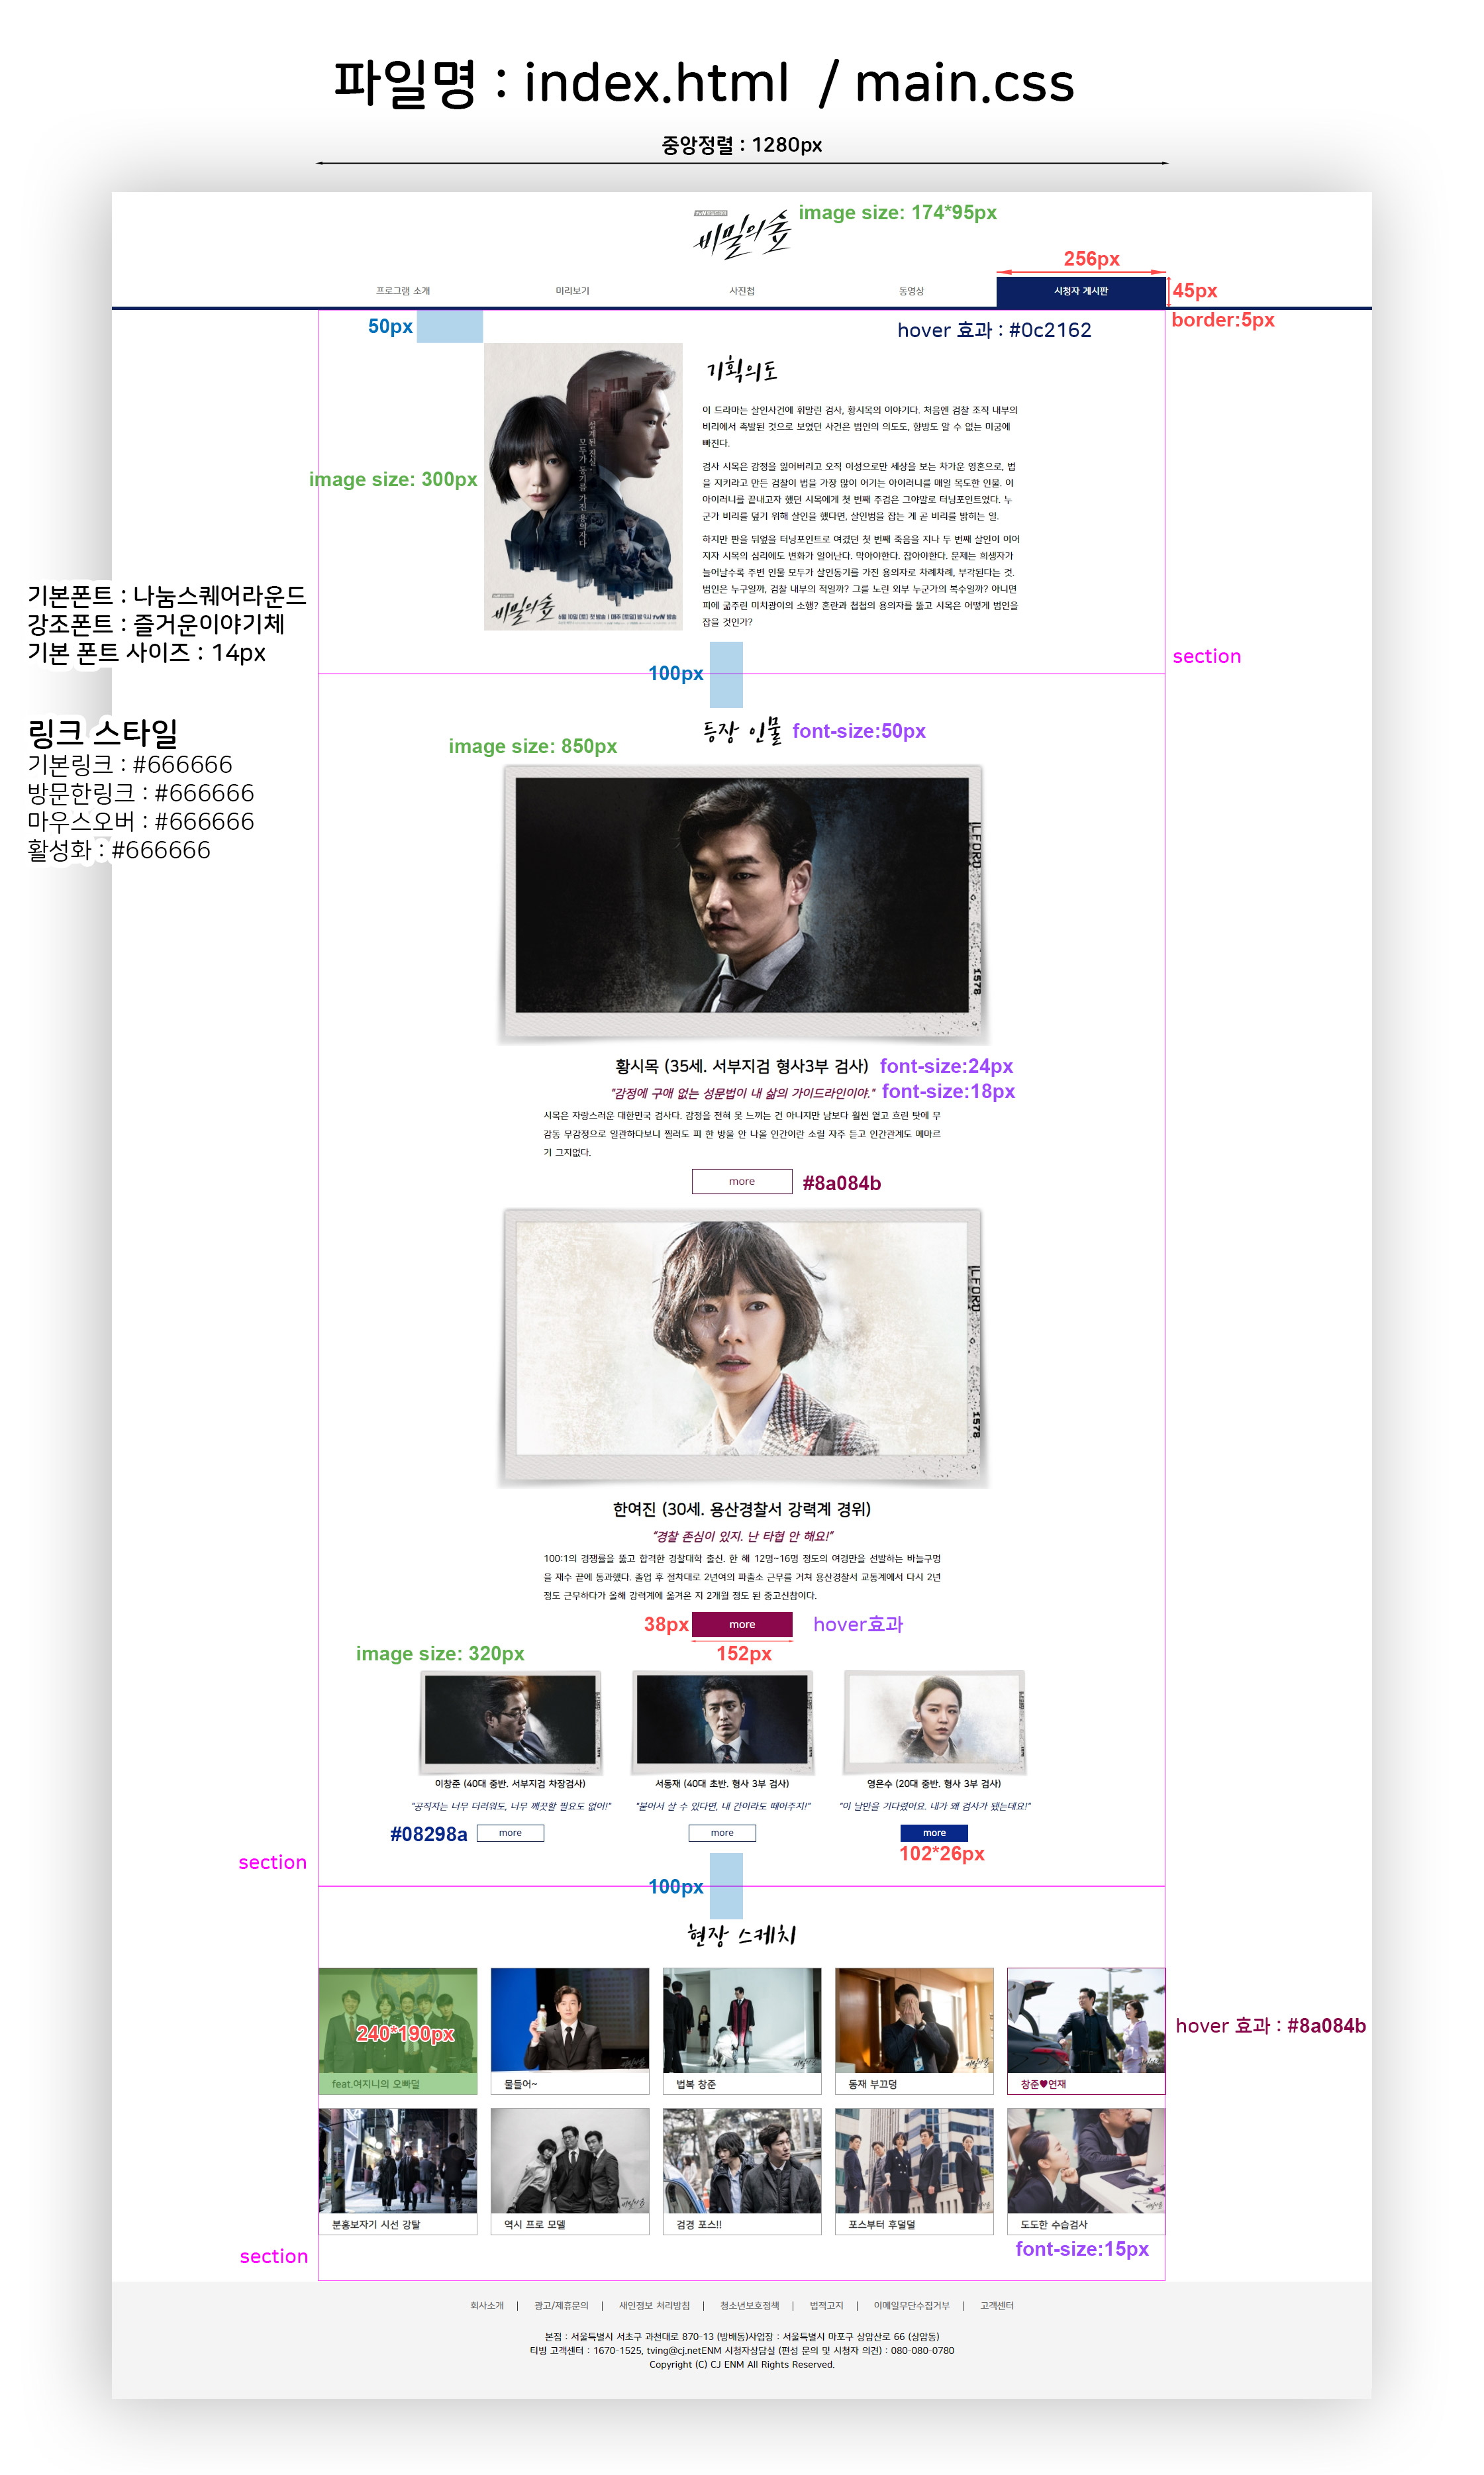 파일명 : index.html / main.css
중앙정렬 : 1280px
tvN
비밀의숲
image size: 174*95px
256px
프로그램 소개
미리보기
사진첩
동영상
시청자 게시판
45px
50px
hover 효과 : #0c2162
border:5px
기획의도
설계된 진실,
모두가 동기를 가진 용의자다
비밀의숲
6월 10일 (토) 첫 방송 | 매주 (토일) 밤 9시 tvN 방송
image size: 300px
이 드라마는 살인사건에 휘말린 검사, 황시목의 이야기다. 처음엔 검찰 조직 내부의
비리에서 촉발된 것으로 보였던 사건은 범인의 의도도, 향방도 알 수 없는 미궁에
빠진다.
검사 시목은 감정을 잃어버리고 오직 이성으로만 세상을 보는 차가운 영혼으로, 법
을 지키라고 만든 검찰이 법을 가장 많이 어기는 아이러니를 매일 목도한 인물. 이
아이러니를 끝내고자 했던 시목에게 첫 번째 주검은 그야말로 터닝포인트였다. 누
군가 비리를 덮기 위해 살인을 했다면, 살인범을 잡는 게 곧 비리를 밝히는 일.
하지만 판을 뒤엎을 터닝포인트로 여겼던 첫 번째 죽음을 지나 두 번째 살인이 이어
지자 시목의 심리에도 변화가 일어난다. 막아야한다. 잡아야한다. 문제는 희생자가
늘어날수록 주변 인물 모두가 살인동기를 가진 용의자로 차례차례, 부각된다는 것.
범인은 누구일까, 검찰 내부의 적일까? 그를 노린 외부 누군가의 복수일까? 아니면
피에 굶주린 미치광이의 소행? 혼란과 첩첩의 용의자를 뚫고 시목은 어떻게 범인을
잡을 것인가?
기본폰트 : 나눔스퀘어라운드
강조폰트 : 즐거운이야기체
기본 폰트 사이즈 : 14px
section
100px
링크 스타일
기본링크 : #666666
방문한링크 : #666666
마우스오버 : #666666
활성화 : #666666
등장 인물
font-size:50px
image size: 850px
ILFORD
1578
황시목 (35세. 서부지검 형사3부 검사)
font-size:24px
"감정에 구애 없는 성문법이 내 삶의 가이드라인이야."
font-size:18px
시목은 자랑스러운 대한민국 검사다. 감정을 전혀 못 느끼는 건 아니지만 남보다 훨씬 옅고 흐린 탓에 무
감동 무감정으로 일관하다보니 찔러도 피 한 방울 안 나올 인간이란 소릴 자주 듣고 인간관계도 메마르
기 그지없다.
more
#8a084b
ILFORD
1578
한여진 (30세. 용산경찰서 강력계 경위)
"경찰 존심이 있지. 난 타협 안 해요!"
100:1의 경쟁률을 뚫고 합격한 경찰대학 출신. 한 해 12명~16명 정도의 여경만을 선발하는 바늘구멍
을 재수 끝에 통과했다. 졸업 후 절차대로 2년여의 파출소 근무를 거쳐 용산경찰서 교통계에서 다시 2년
정도 근무하다가 올해 강력계에 옮겨온 지 2개월 정도 된 중고신참이다.
38px
more
hover효과
152px
image size: 320px
이창준 (40대 중반. 서부지검 차장검사)
서동재 (40대 초반. 형사 3부 검사)
영은수 (20대 중반. 형사 3부 검사)
"공직자는 너무 더러워도, 너무 깨끗할 필요도 없어!"
"붙어서 살 수 있다면, 내 간이라도 떼어주지!"
"이 날만을 기다렸어요. 내가 왜 검사가 됐는데요!"
#08298a
more
more
more
102*26px
section
100px
현장 스케치
240*190px
hover 효과 : #8a084b
feat.여지니의 오빠덜
물들어~
법복 창준
동재 부끄덩
창준♥연재
분홍보자기 시선 강탈
역시 프로 모델
검경 포스!!
포스부터 후덜덜
도도한 수습검사
section
font-size:15px
회사소개 | 광고/제휴문의 | 새인정보 처리방침 | 청소년보호정책 | 법적고지 | 이메일무단수집거부 | 고객센터
본점 : 서울특별시 서초구 과천대로 870-13 (방배동)사업장 : 서울특별시 마포구 상암산로 66 (상암동)
티빙 고객센터 : 1670-1525, tving@cj.netENM 시청자상담실 (편성 문의 및 시청자 의견) : 080-080-0780
Copyright (C) CJ ENM All Rights Reserved.